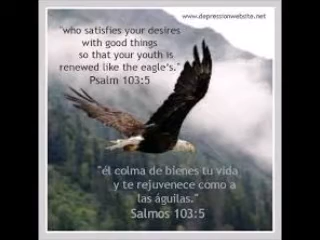 www.depressionwebsite.net
"who satisfies your desires
with good things
so that your youth is
renewed like the eagle's."
Psalm 103:5
"él colma de bienes tu vida
y te rejuvenece como a
las águilas."
Salmos 103:5